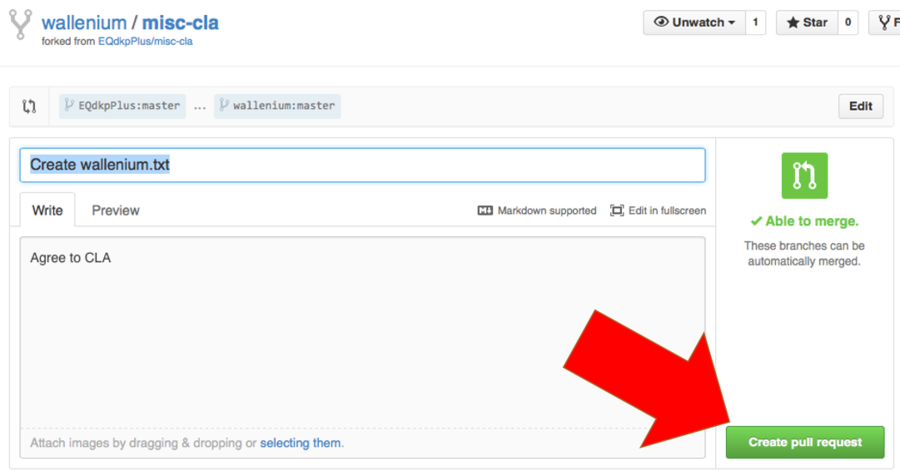 wallenium / misc-cla
forked from EQdkpPlus/misc-cla
Unwatch 1 Star 0 F
EQdkpPlus:master ... wallenium:master Edit
Create wallenium.txt
Write Preview Markdown supported Edit in fullscreen
Agree to CLA
Able to merge.
These branches can be
automatically merged.
Attach images by dragging & dropping or selecting them.
Create pull request